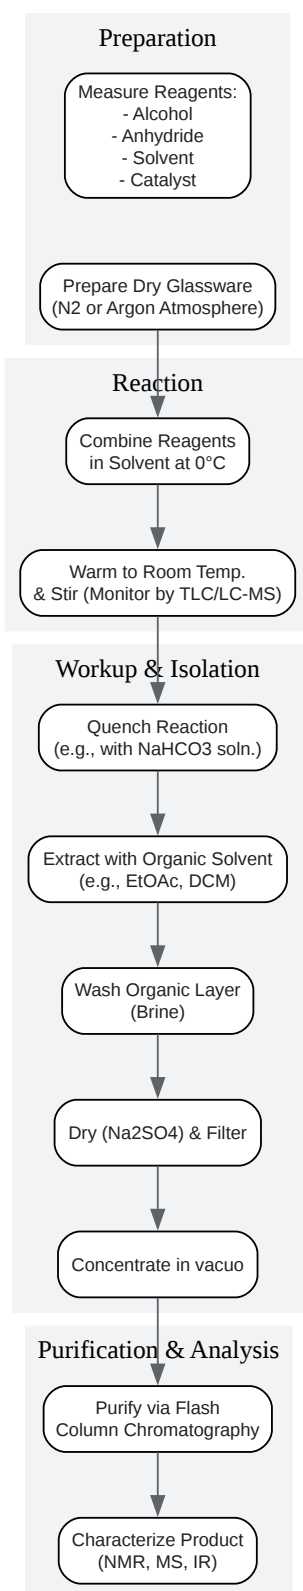 Preparation
Measure Reagents:
- Alcohol
- Anhydride
- Solvent
- Catalyst
Prepare Dry Glassware
(N2 or Argon Atmosphere)
Reaction
Combine Reagents
in Solvent at 0°C
Warm to Room Temp.
& Stir (Monitor by TLC/LC-MS)
Workup & Isolation
Quench Reaction
(e.g., with NaHCO3 soln.)
Extract with Organic Solvent
(e.g., EtOAc, DCM)
Wash Organic Layer
(Brine)
Dry (Na2SO4) & Filter
Concentrate in vacuo
Purification & Analysis
Purify via Flash
Column Chromatography
Characterize Product
(NMR, MS, IR)